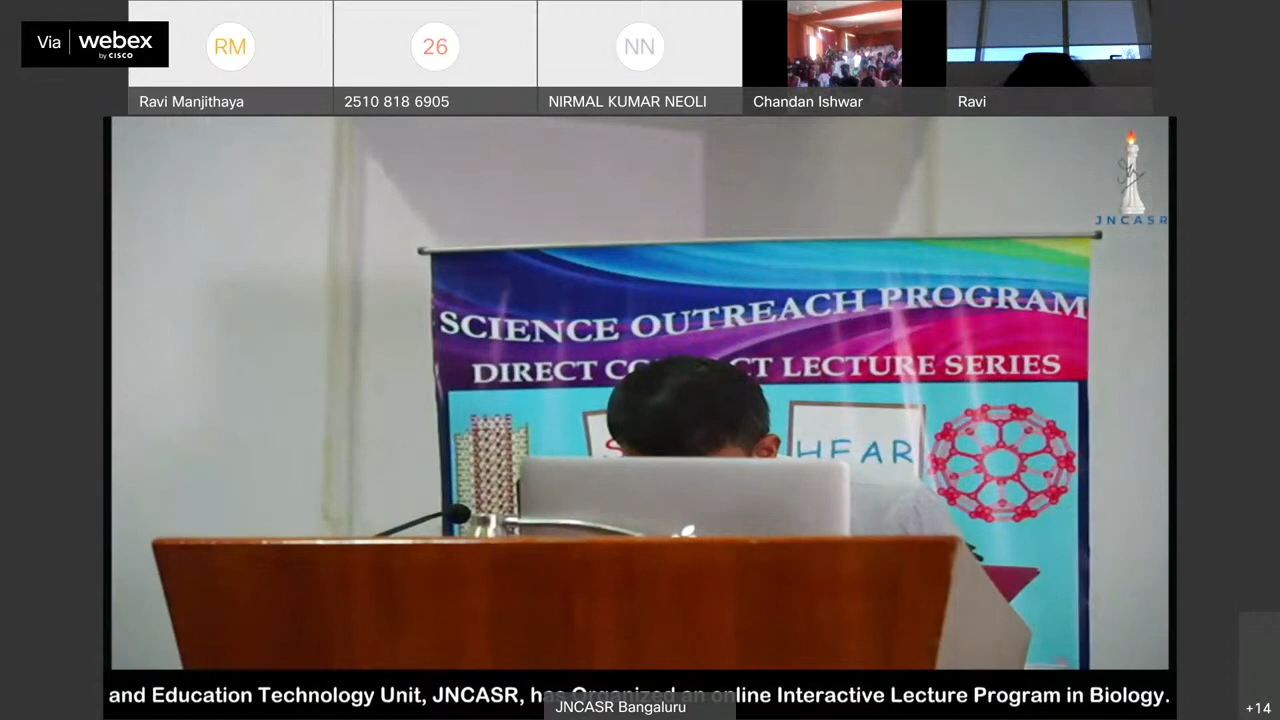 Via webex
by CISCO
RM
26
NN
Ravi Manjithaya
2510 818 6905
NIRMAL KUMAR NEOLI
Chandan Ishwar
Ravi
JNCASR
SCIENCE OUTREACH PROGRAM
DIRECT LECTURE SERIES
HEAR
and Education Technology Unit, JNCASR, has Organized an online Interactive Lecture Program in Biology.
JNCASR Bangaluru
+14